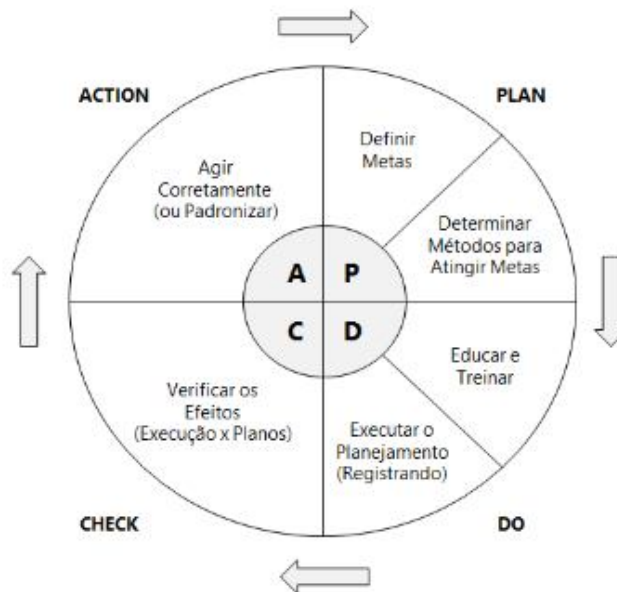 ACTION
PLAN
Definir
Metas
Agir
Corretamente
(ou Padronizar)
Determinar
Métodos para
Atingir Metas
A P
C D
Educar e
Treinar
Verificar os
Efeitos
(Execução x Planos)
Executar o
Planejamento
(Registrando)
CHECK
DO